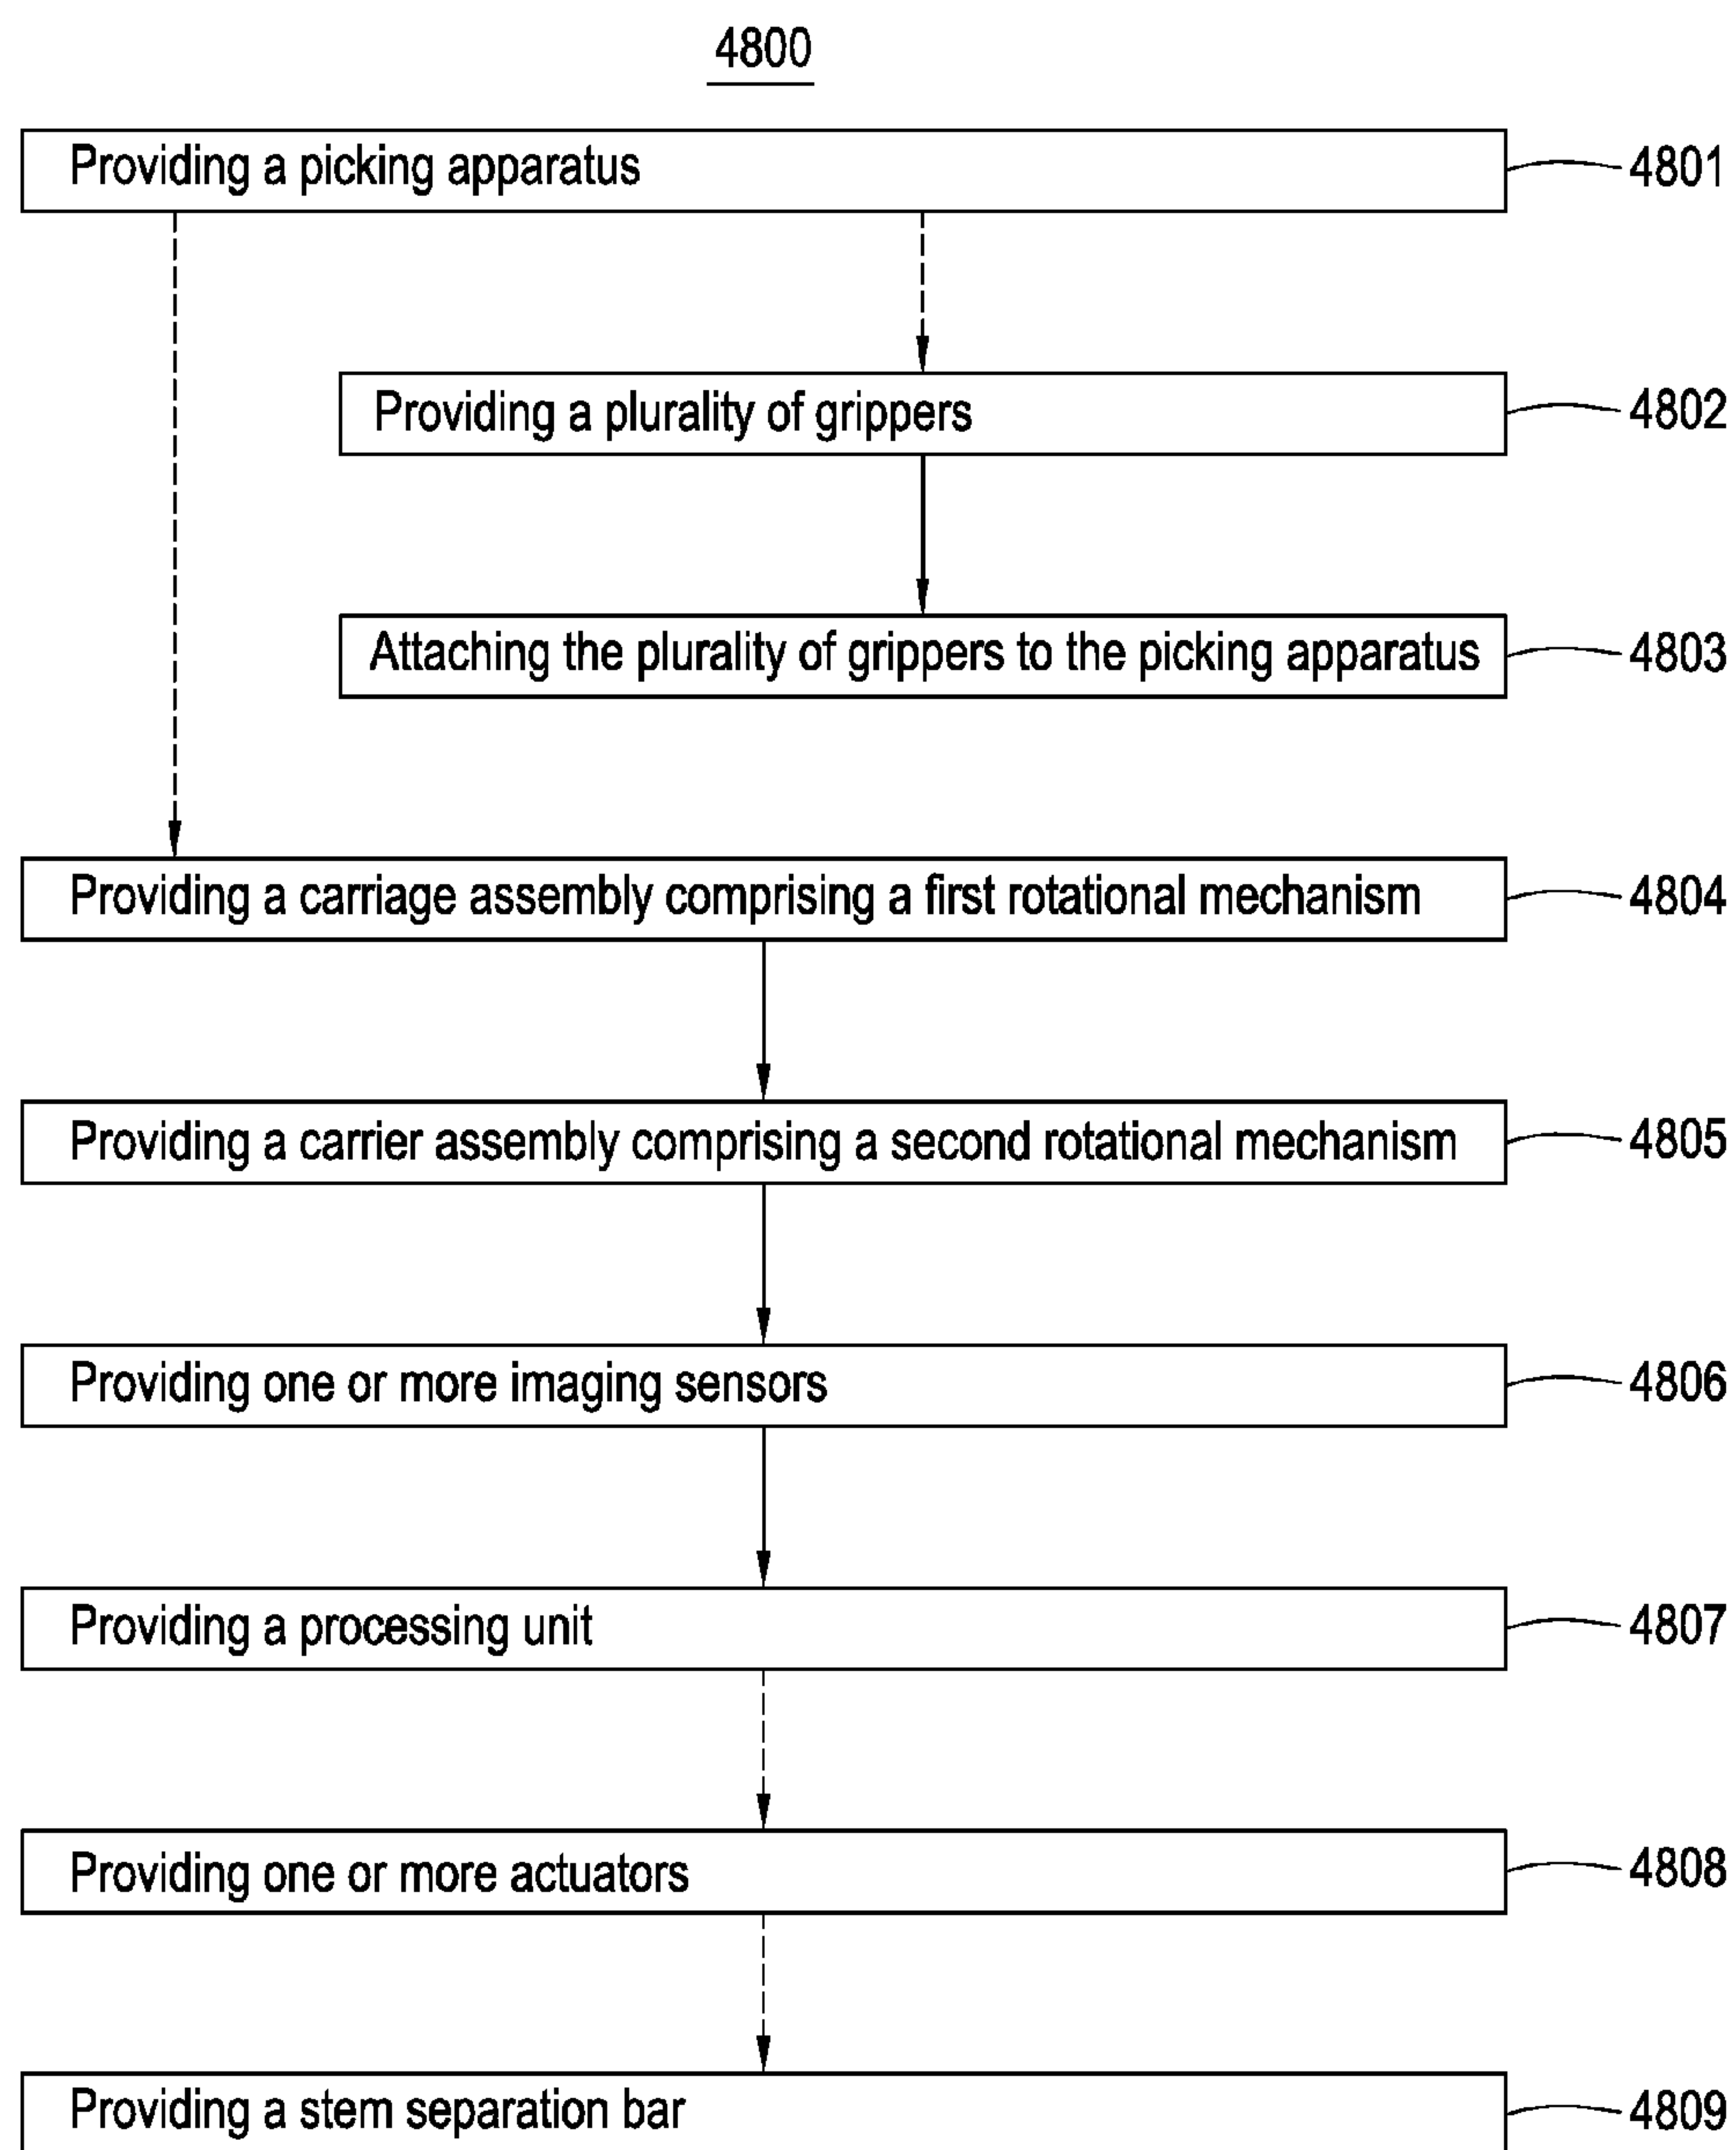 4800
Providing a picking apparatus 4801
Providing a plurality of grippers 4802
Attaching the plurality of grippers to the picking apparatus 4803
Providing a carriage assembly comprising a first rotational mechanism 4804
Providing a carrier assembly comprising a second rotational mechanism 4805
Providing one or more imaging sensors 4806
Providing a processing unit 4807
Providing one or more actuators 4808
Providing a stem separation bar 4809